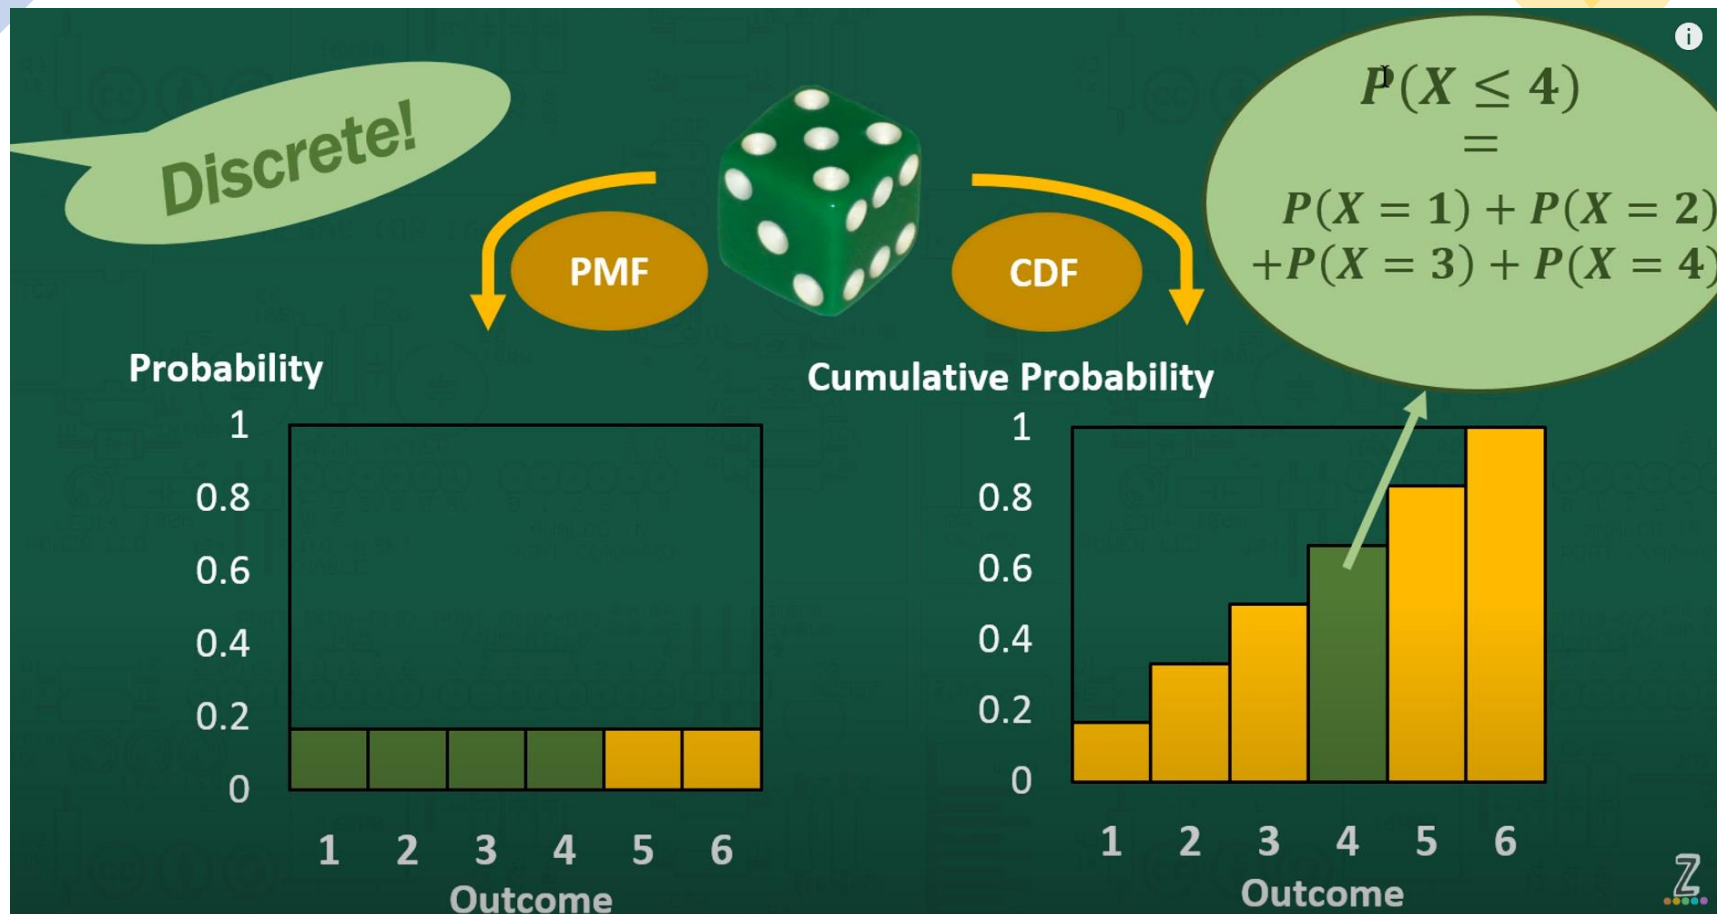 Discrete!
PMF
CDF
P(X ≤ 4)
=
P(X = 1) + P(X = 2)
+P(X = 3) + P(X = 4)
Probability
1
0.8
0.6
0.4
0.2
0
1 2 3 4 5 6
Outcome
Cumulative Probability
1
0.8
0.6
0.4
0.2
0
1 2 3 4 5 6
Outcome
i
Z